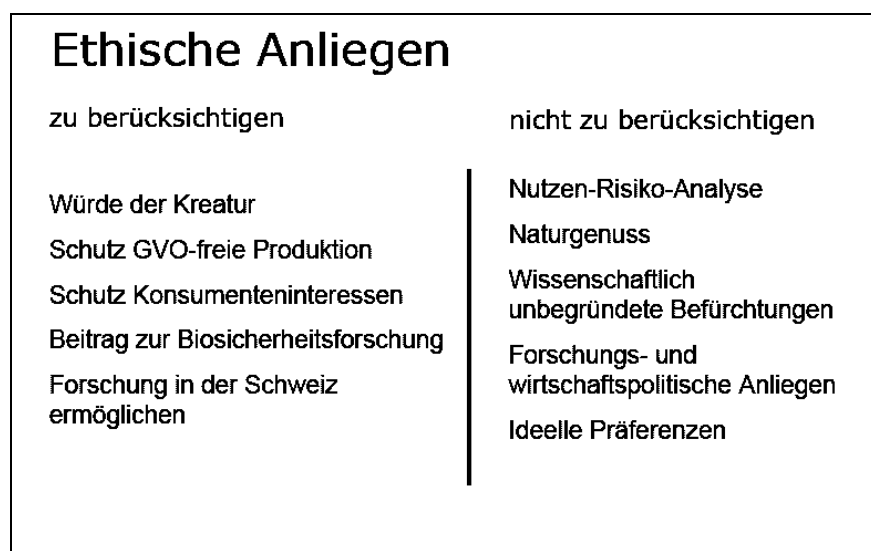 Ethische Anliegen
zu berücksichtigen
Würde der Kreatur
Schutz GVO-freie Produktion
Schutz Konsumenteninteressen
Beitrag zur Biosicherheitsforschung
Forschung in der Schweiz
ermöglichen
nicht zu berücksichtigen
Nutzen-Risiko-Analyse
Naturgenuss
Wissenschaftlich
unbegründete Befürchtungen
Forschungs- und
wirtschaftspolitische Anliegen
Ideelle Präferenzen